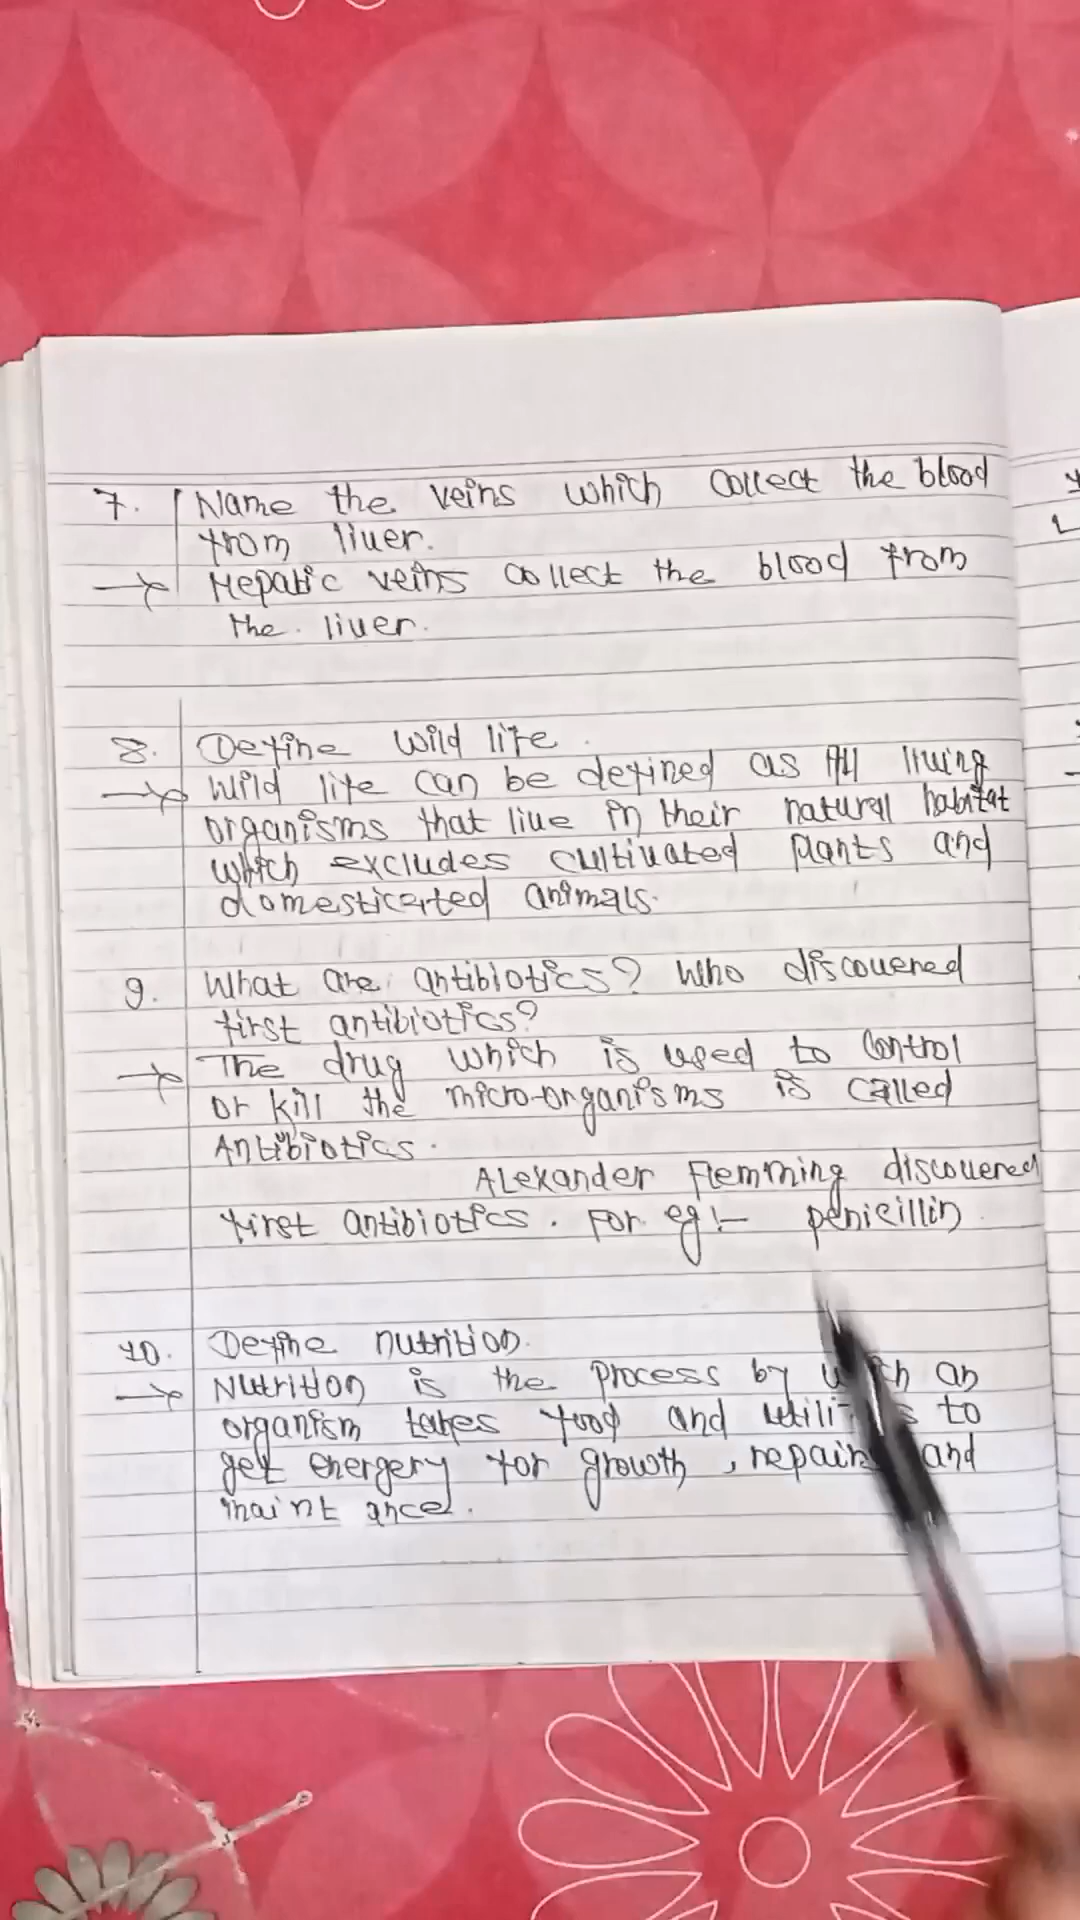 7. Name the veins which collect the blood
from liver.
→ Hepatic veins collect the blood from
the liver.
8. Define wild life.
→ Wild life can be defined as All living
organisms that live in their natural habitat
which excludes cultivated plants and
domesticated animals.
9. What are antibiotics? Who discovered
first antibiotics?
→ The drug which is used to control
or kill the micro-organisms is called
Antibiotics.
Alexander Flemming discovered
first antibiotics. For eg:- penicillin
10. Define nutrition.
→ Nutrition is the process by which an
organism takes food and to
get energery for growth, repair and
maint ance.